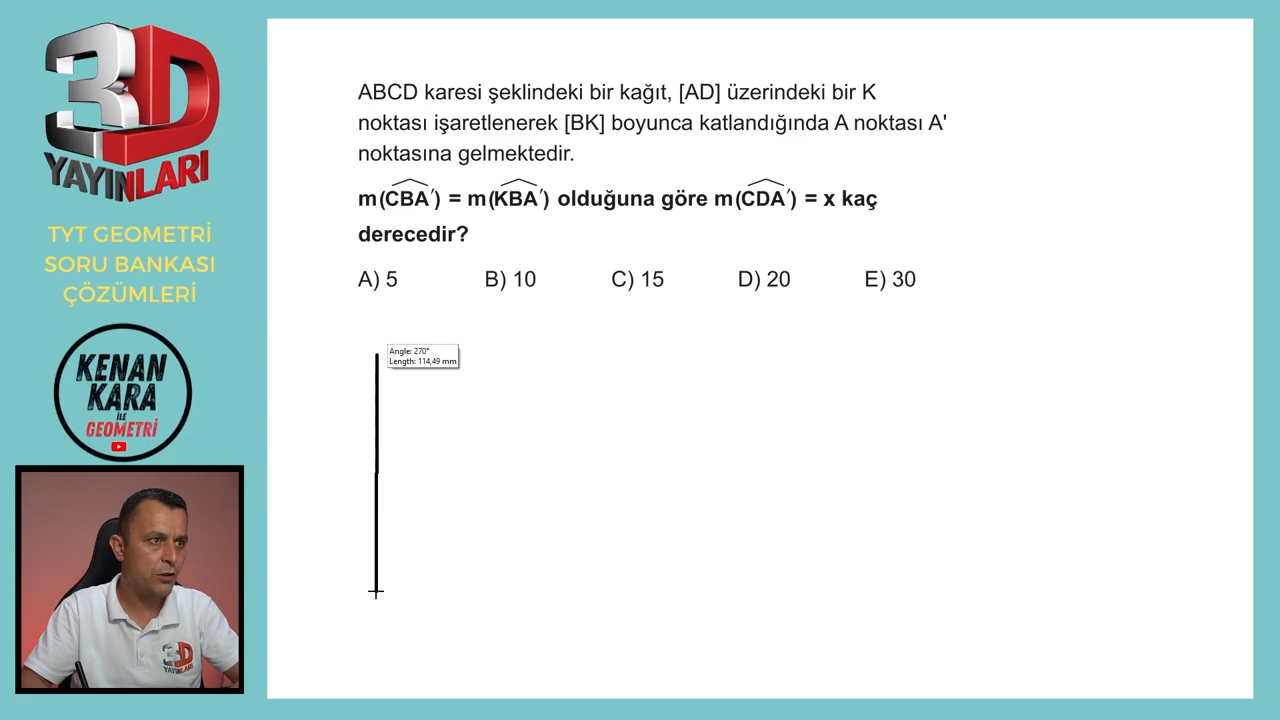 3D
YAYINLARI
TYT GEOMETRİ
SORU BANKASI
ÇÖZÜMLERİ
KENAN
KARA
İLE
GEOMETRİ
ABCD karesi şeklindeki bir kağıt, [AD] üzerindeki bir K
noktası işaretlenerek [BK] boyunca katlandığında A noktası A'
noktasına gelmektedir.
m(CBA′) = m(KBA′) olduğuna göre m(CDA′) = x kaç
derecedir?
A) 5 B) 10 C) 15 D) 20 E) 30
Angle: 270°
Length: 114,49 mm
3D
YAYINLARI